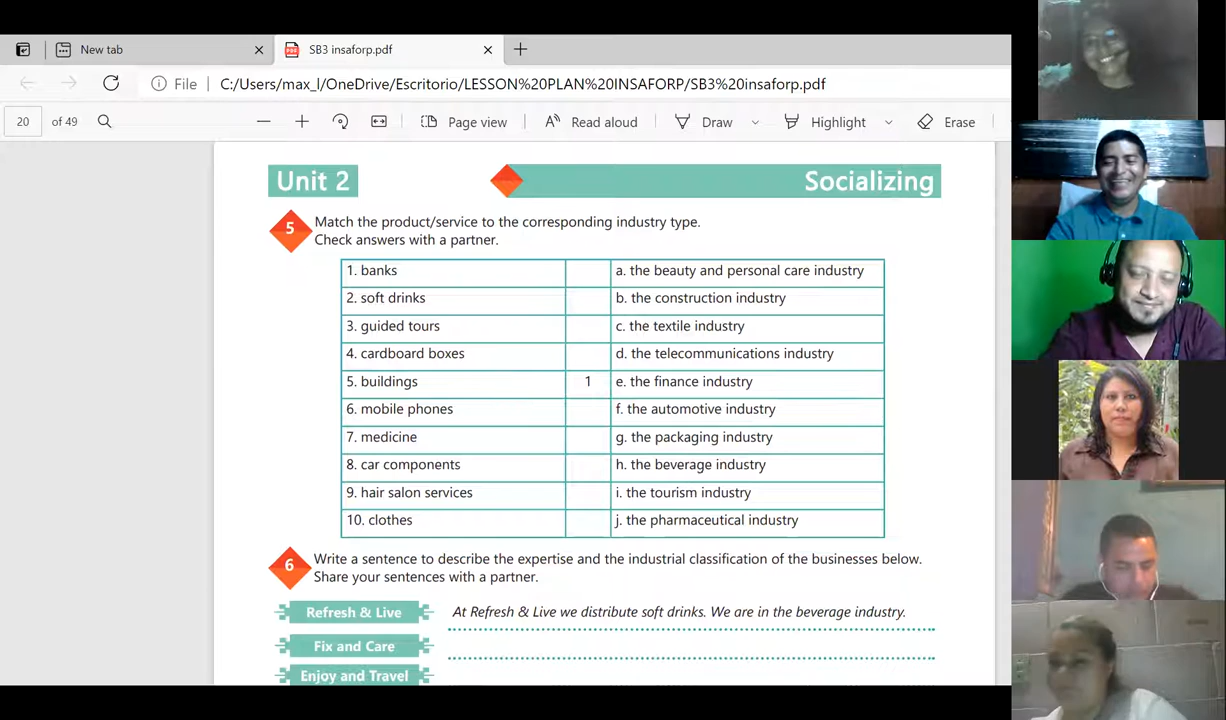 New tab
SB3 insaforp.pdf
File C:/Users/max_l/OneDrive/Escritorio/LESSON%20PLAN%20INSAFORP/SB3%20insaforp.pdf
20 of 49 Page view Read aloud Draw Highlight Erase
Unit 2 Socializing
5 Match the product/service to the corresponding industry type.
Check answers with a partner.
1. banks a. the beauty and personal care industry
2. soft drinks b. the construction industry
3. guided tours c. the textile industry
4. cardboard boxes d. the telecommunications industry
5. buildings 1 e. the finance industry
6. mobile phones f. the automotive industry
7. medicine g. the packaging industry
8. car components h. the beverage industry
9. hair salon services i. the tourism industry
10. clothes j. the pharmaceutical industry
6 Write a sentence to describe the expertise and the industrial classification of the businesses below.
Share your sentences with a partner.
Refresh & Live At Refresh & Live we distribute soft drinks. We are in the beverage industry.
Fix and Care
Enjoy and Travel